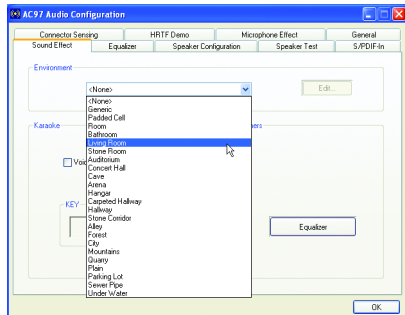 AC97 Audio Configuration
Connector Sensing HRTF Demo Microphone Effect General
Sound Effect Equalizer Speaker Configuration Speaker Test S/PDIF-In
Environment
<None> Edit...
<None>
Generic
Padded Cell
Room
Bathroom
Living Room
Stone Room
Auditorium
Concert Hall
Cave
Arena
Hangar
Carpeted Hallway
Hallway
Stone Corridor
Alley
Forest
City
Mountains
Quarry
Plain
Parking Lot
Sewer Pipe
Under Water
Karaoke
KEY
Equalizer
OK